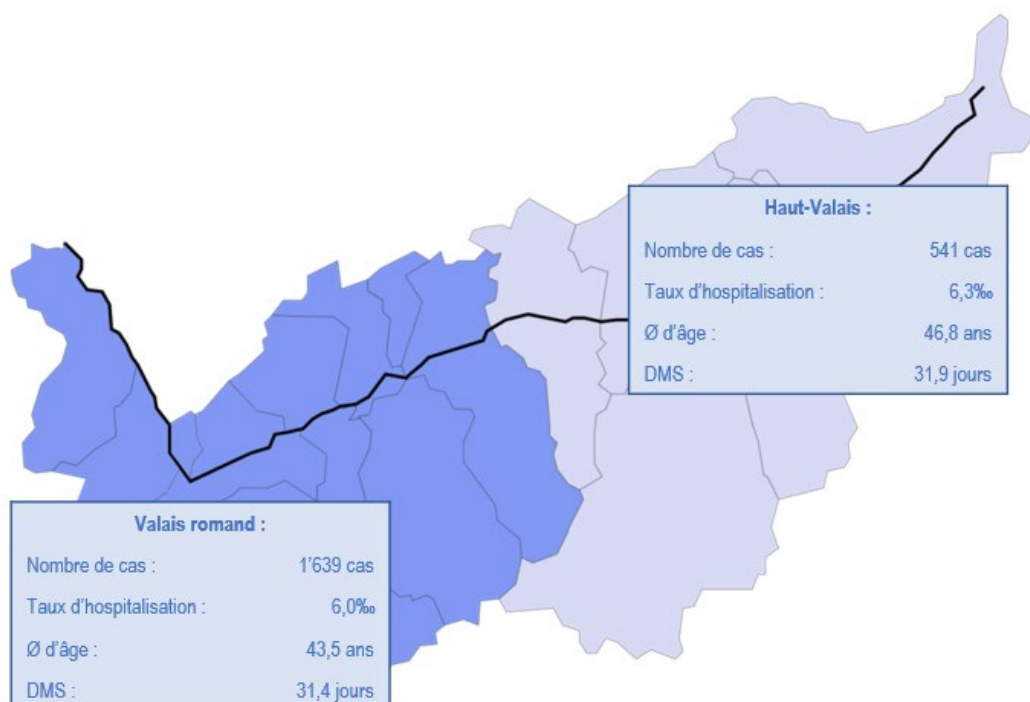 Haut-Valais :
Nombre de cas : 541 cas
Taux d'hospitalisation : 6,3‰
Ø d'âge : 46,8 ans
DMS : 31,9 jours
Valais romand :
Nombre de cas : 1'639 cas
Taux d'hospitalisation : 6,0‰
Ø d'âge : 43,5 ans
DMS : 31,4 jours